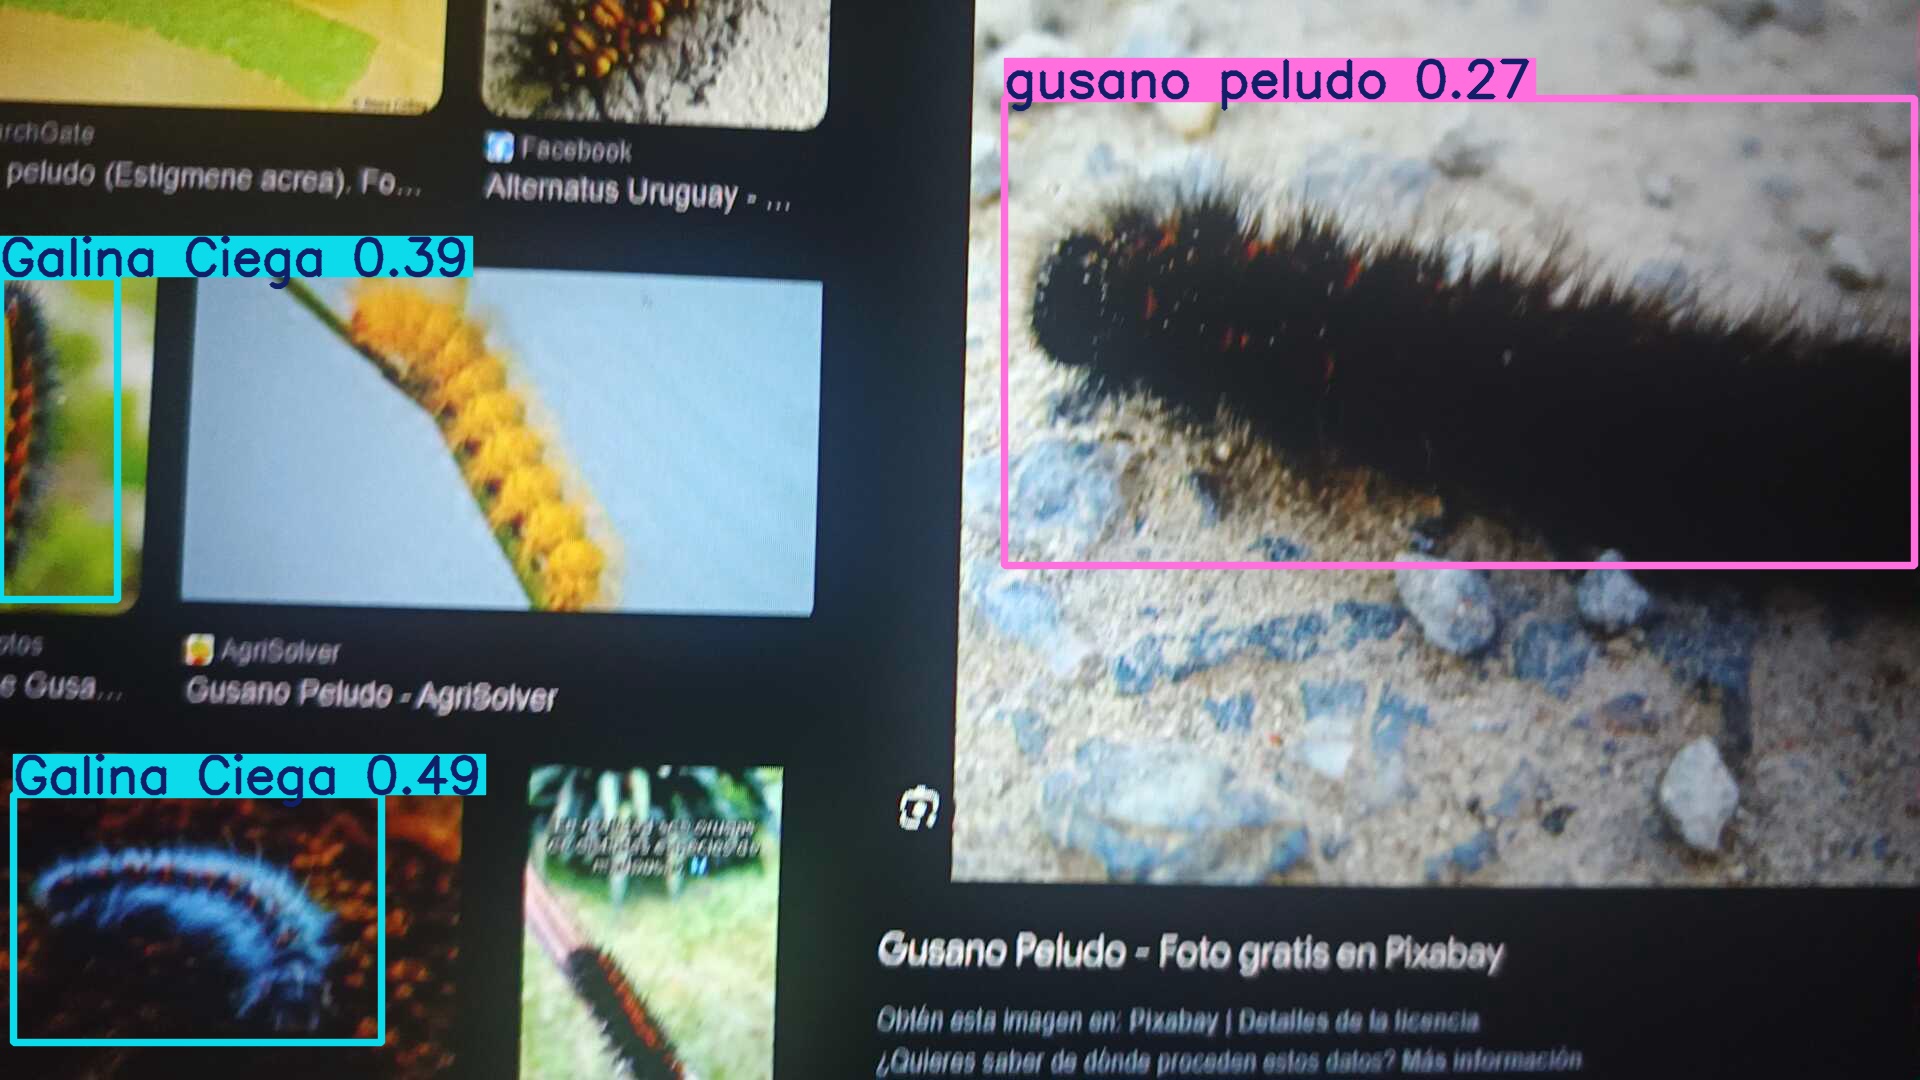 gusano peludo 0.27
rchGate
peludo (Estigmene acrea). Fo...
Facebook
Alternatus Uruguay - ...
Galina Ciega 0.39
otos
e Gusa...
AgriSolver
Gusano Peludo - AgriSolver
Galina Ciega 0.49
Gusano Peludo - Foto gratis en Pixabay
Obtén esta imagen en: Pixabay | Detalles de la licencia
¿Quieres saber de dónde proceden estos datos? Más información